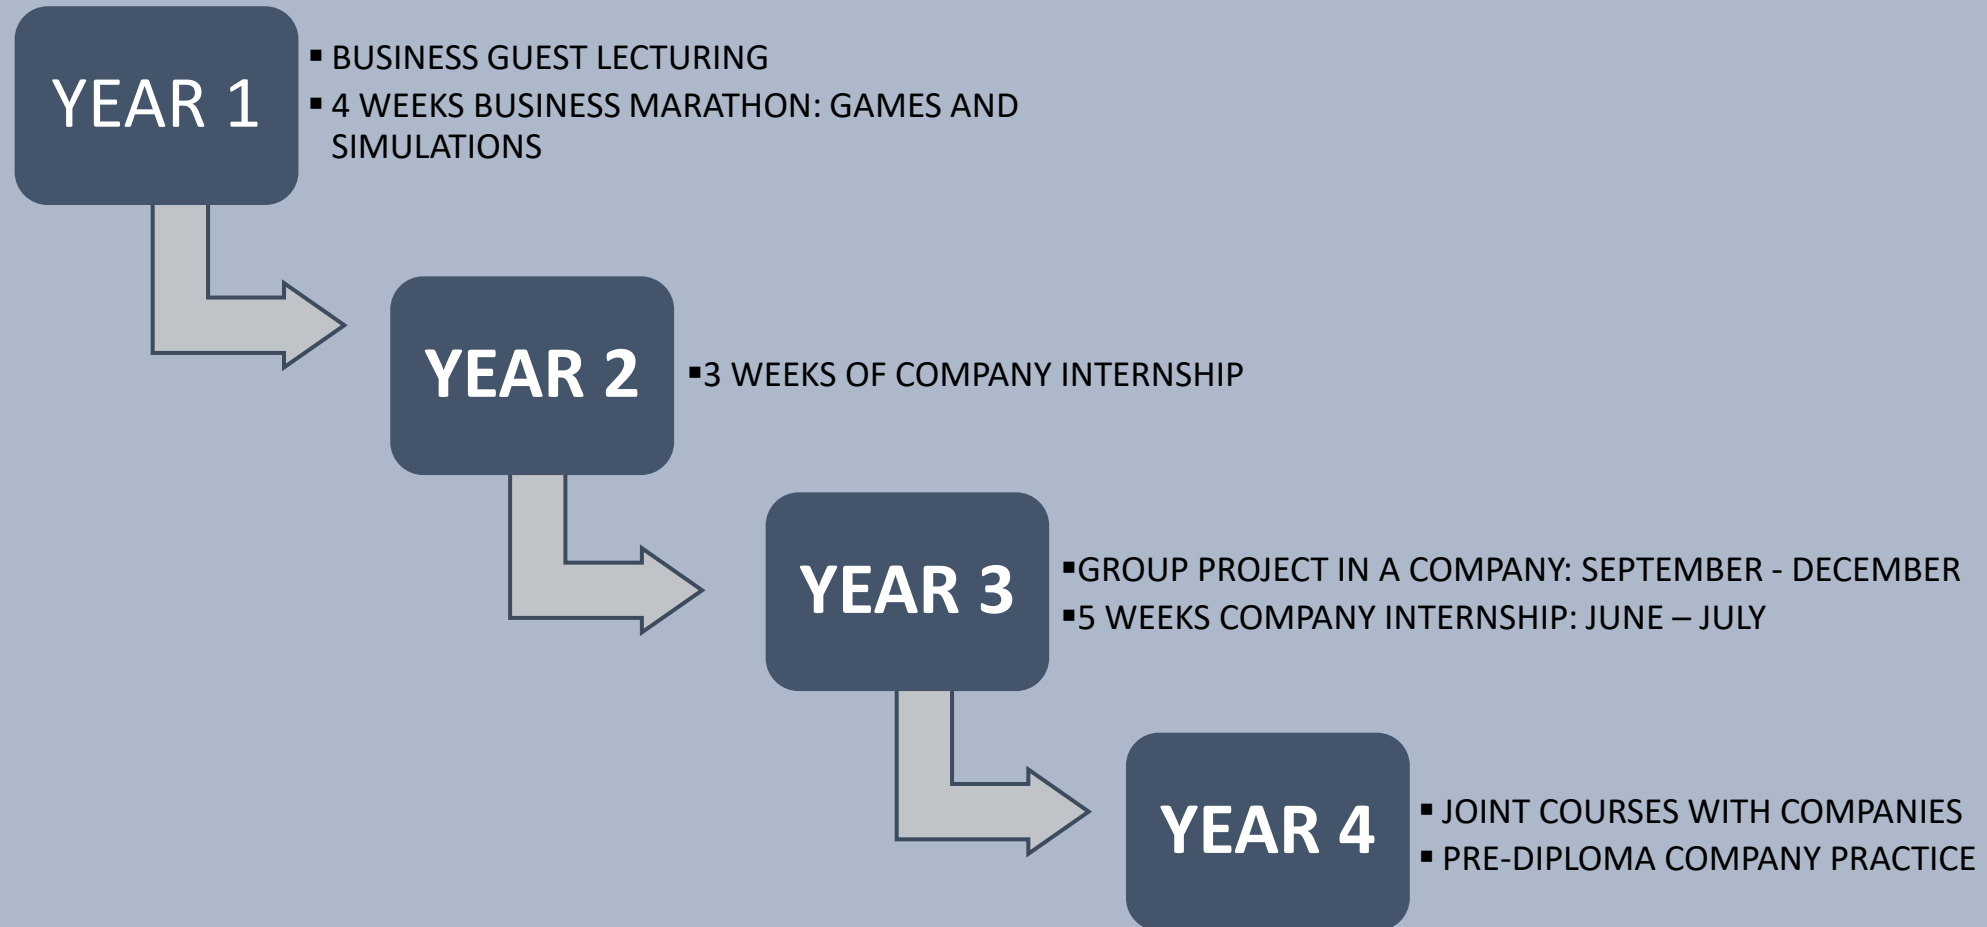 YEAR 1
▪ BUSINESS GUEST LECTURING
▪ 4 WEEKS BUSINESS MARATHON: GAMES AND
SIMULATIONS
YEAR 2
▪3 WEEKS OF COMPANY INTERNSHIP
YEAR 3
▪GROUP PROJECT IN A COMPANY: SEPTEMBER - DECEMBER
▪5 WEEKS COMPANY INTERNSHIP: JUNE – JULY
YEAR 4
▪ JOINT COURSES WITH COMPANIES
▪ PRE-DIPLOMA COMPANY PRACTICE